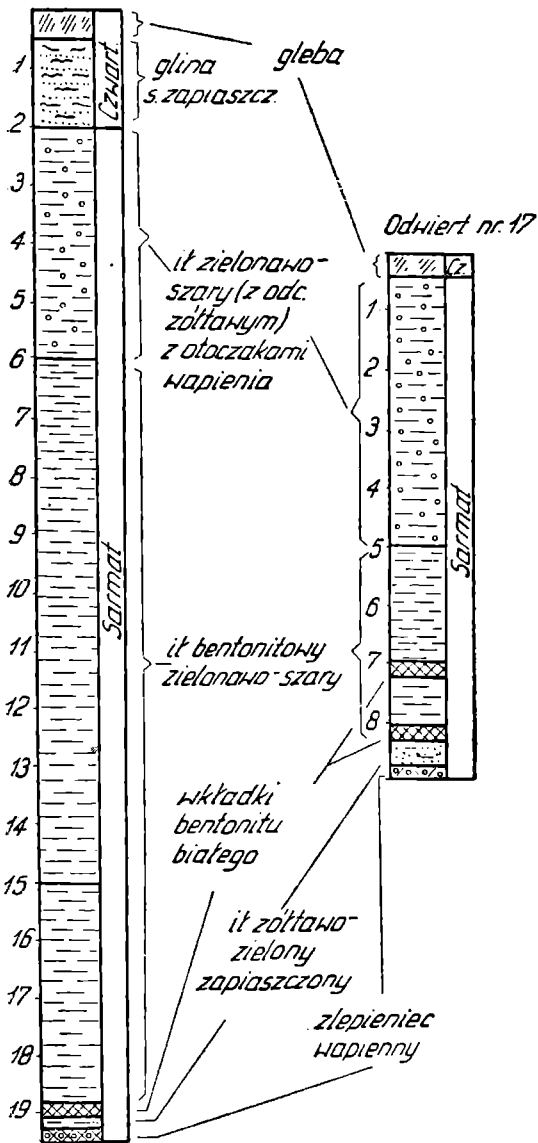 gleba
glina
s. zapiaszcz.
Czwart.
Odwiert nr. 17
Cz.
ił zielonawo-
szary (z odc.
żółtawym)
z otoczakami
wapienia
Sarmat
Sarmat
ił bentonitowy
zielonawo-szary
wkładki
bentonitu
białego
ił żółtawo-
zielony
zapiaszczony
zlepieniec
wapienny
1
2
3
4
5
6
7
8
9
10
11
12
13
14
15
16
17
18
19
1
2
3
4
5
6
7
8